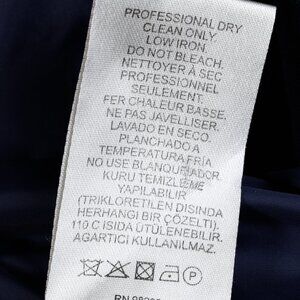 PROFESSIONAL DRY
CLEAN ONLY.
LOW IRON.
DO NOT BLEACH.
NETTOYER À SEC
PROFESSIONNEL
SEULEMENT.
FER CHALEUR BASSE.
NE PAS JAVELLISER.
LAVADO EN SECO
PLANCHADO A
TEMPERATURA FRÍA
NO USE BLANQUEADOR.
KURU TEMIZLEME
YAPILABILIR
(TRIKLORETILEN DISINDA
HERHANGI BIR ÇÖZELTI).
110 C ISIDA ÜTÜLENEBILIR.
AGARTICI KULLANILMAZ.
RN